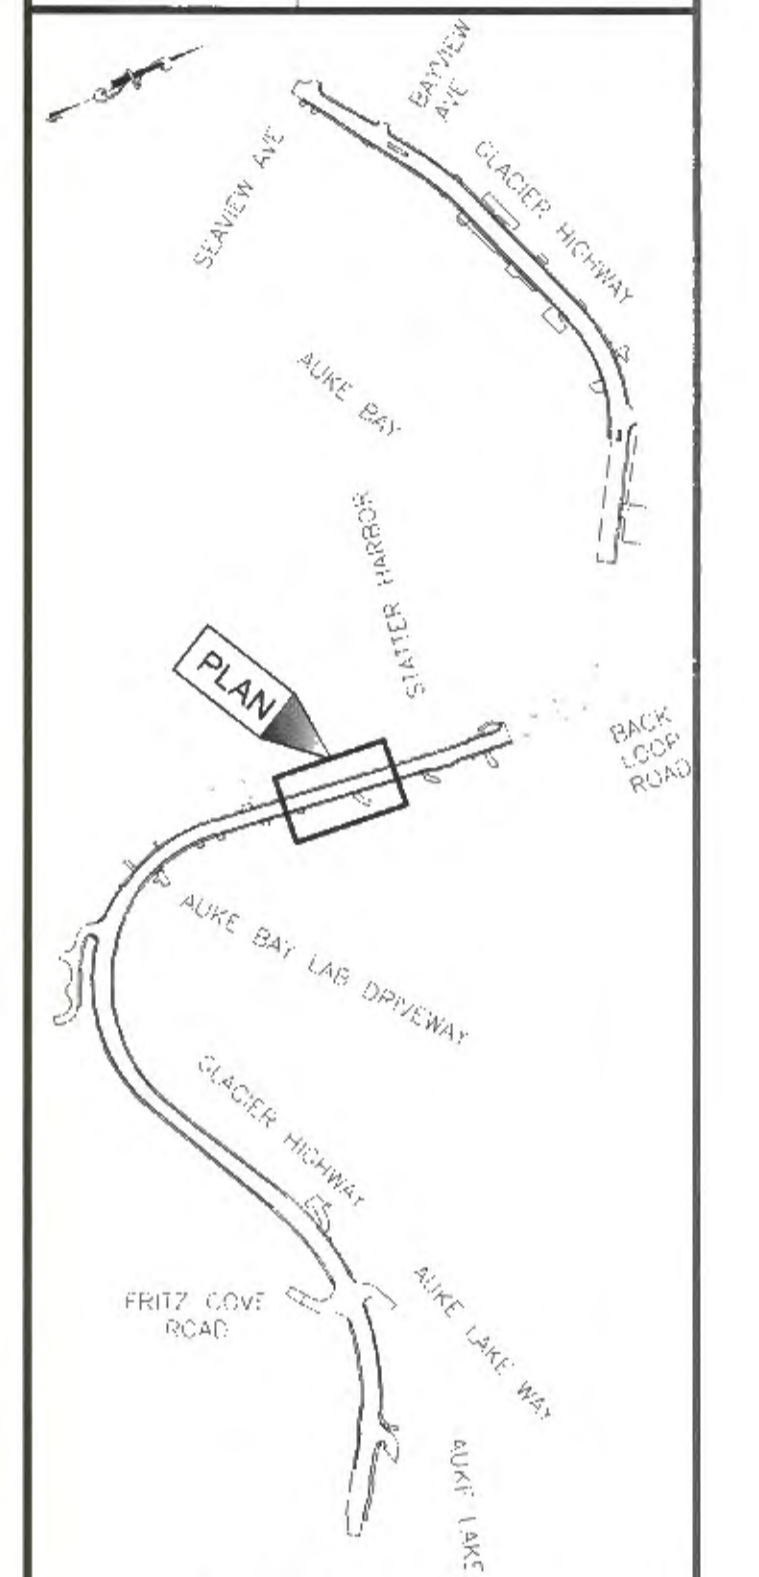 BAYVIEW
AVE
SEAVIEW AVE
GLACIER HIGHWAY
AUKE BAY
STATTER HARBOR
PLAN
BACK
LOOP
ROAD
AUKE BAY LAB DRIVEWAY
GLACIER HIGHWAY
FRITZ COVE
ROAD
AUKE LAKE WAY
AUKE LAKE